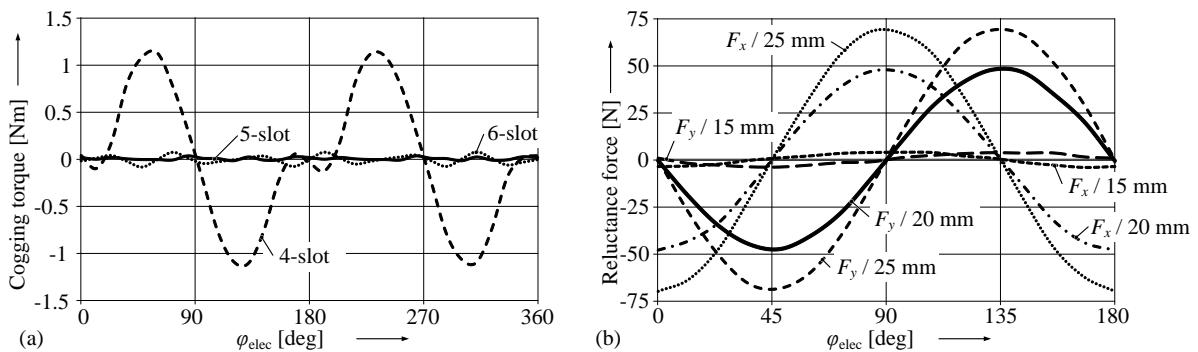 Cogging torque [Nm]
1.5
1
0.5
0
-0.5
-1
-1.5
5-slot
6-slot
4-slot
0
90
180
270
360
(a)
φelec [deg]
Reluctance force [N]
75
50
25
0
-25
-50
-75
Fx / 25 mm
Fy / 15 mm
Fx / 15 mm
Fy / 20 mm
Fx / 20 mm
Fy / 25 mm
0
45
90
135
180
(b)
φelec [deg]